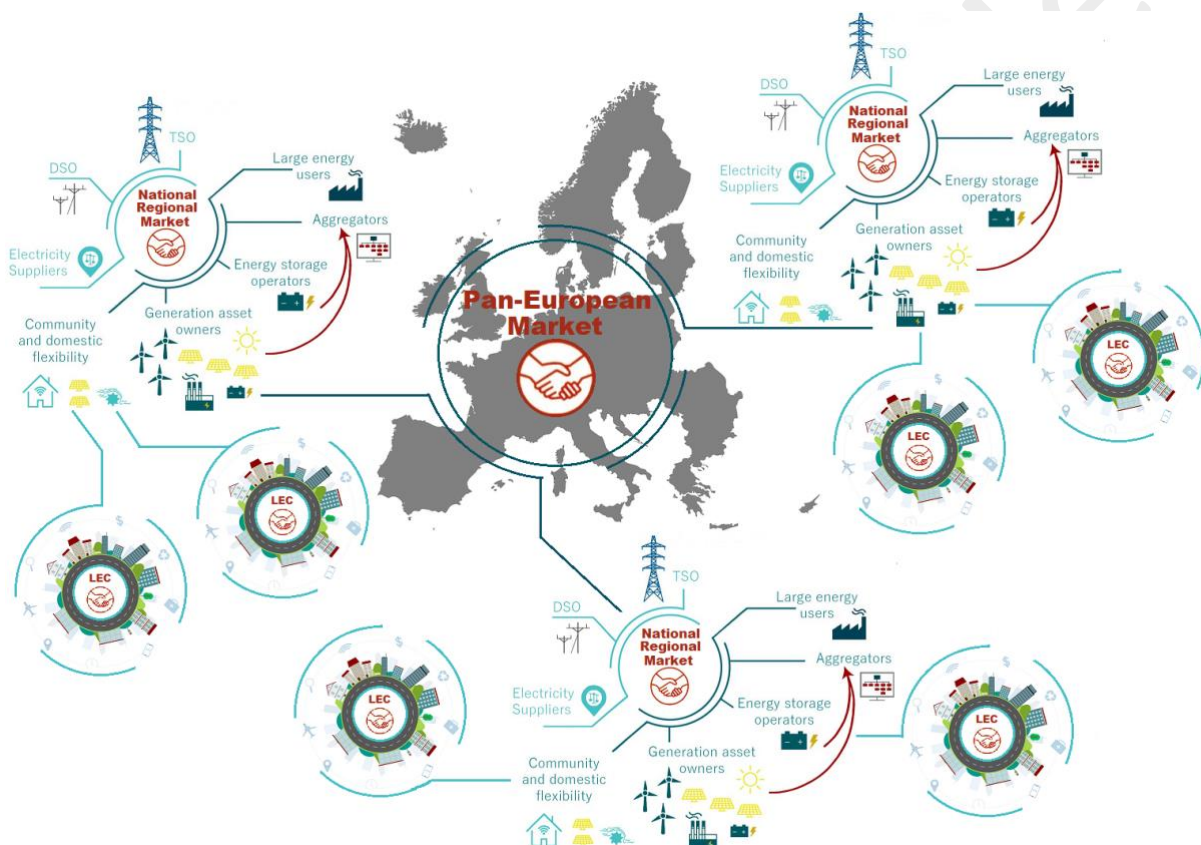 TSO
DSO
National
Regional
Market
Large energy
users
Aggregators
Electricity
Suppliers
Energy storage
operators
Community
and domestic
flexibility
Generation asset
owners
LEC
LEC
Pan-European
Market
TSO
DSO
National
Regional
Market
Large energy
users
Aggregators
Electricity
Suppliers
Energy storage
operators
Community
and domestic
flexibility
Generation asset
owners
LEC
LEC
TSO
DSO
National
Regional
Market
Large energy
users
Aggregators
Electricity
Suppliers
Energy storage
operators
Community
and domestic
flexibility
Generation asset
owners
LEC
LEC